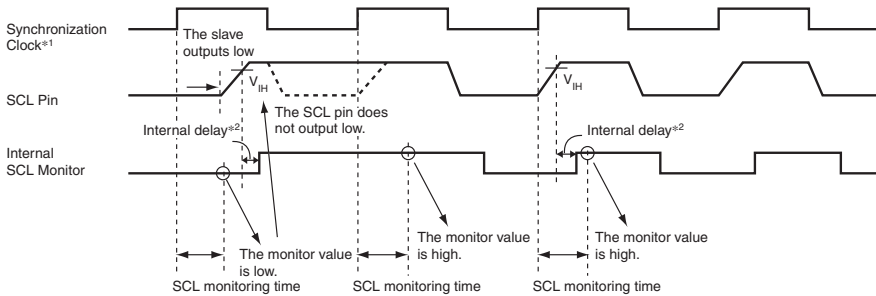 Synchronization
Clock*1
The slave
outputs low
SCL Pin
VIH
VIH
The SCL pin does
not output low.
Internal delay*2
Internal delay*2
Internal
SCL Monitor
The monitor value
is low.
The monitor value
is high.
The monitor value
is high.
SCL monitoring time
SCL monitoring time
SCL monitoring time